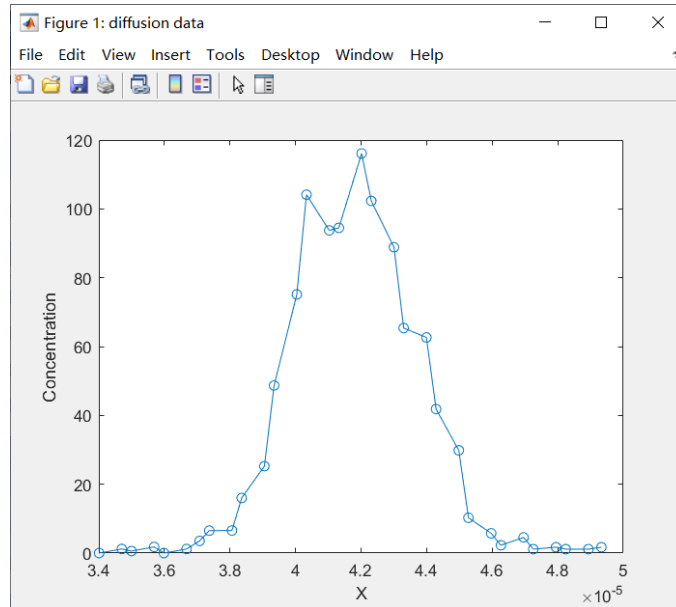 Figure 1: diffusion data
File Edit View Insert Tools Desktop Window Help
120
100
80
60
40
20
0
Concentration
3.4 3.6 3.8 4 4.2 4.4 4.6 4.8 5
X
×10-5